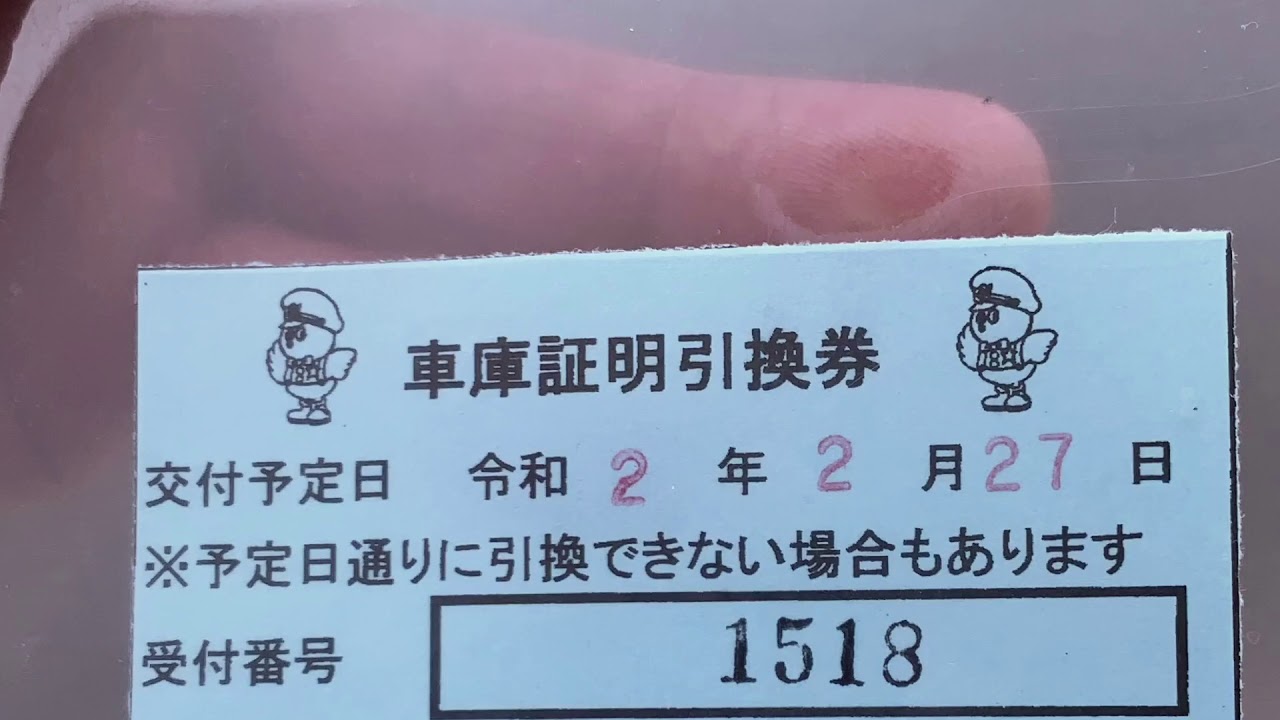 車庫証明引換券
交付予定日 令和 2 年 2 月 27 日
※予定日通りに引換できない場合もあります
受付番号 1518